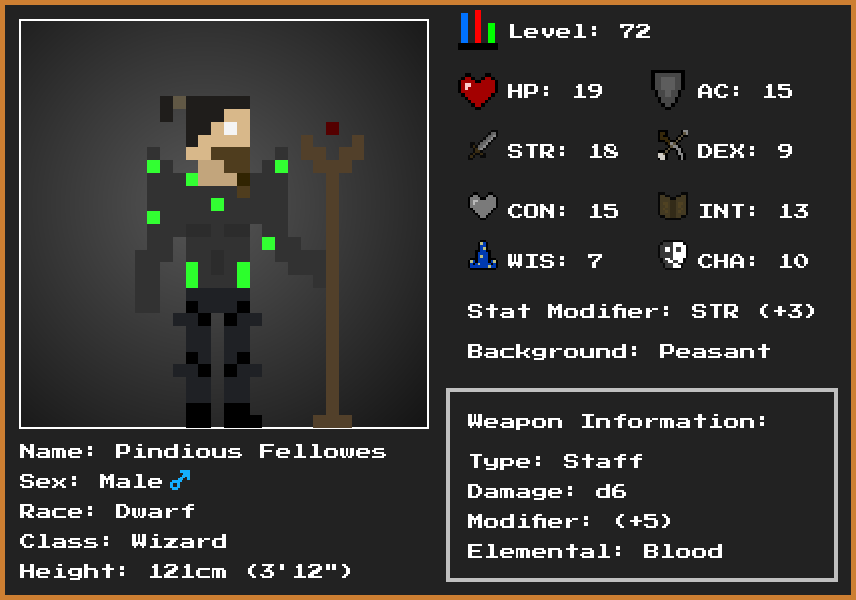 Level: 72
HP: 19
AC: 15
STR: 18
DEX: 9
CON: 15
INT: 13
WIS: 7
CHA: 10
Stat Modifier: STR (+3)
Background: Peasant
Weapon Information:
Type: Staff
Damage: d6
Modifier: (+5)
Elemental: Blood
Name: Pindious Fellowes
Sex: Male ♂
Race: Dwarf
Class: Wizard
Height: 121cm (3'12")